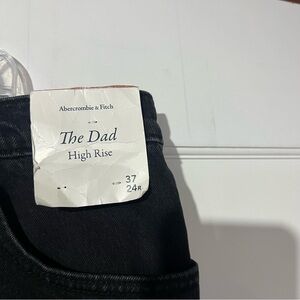 Abercrombie & Fitch
The Dad
High Rise
37
24R